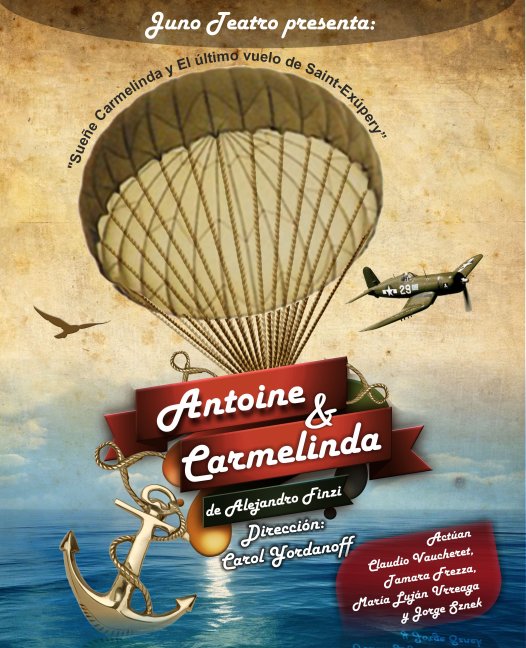 Juno Teatro presenta:
"Sueñe Carmelinda y El último vuelo de Saint-Exúpery"
29
Antoine
&
Carmelinda
de Alejandro Finzi
Dirección:
Carol Yordanoff
Actúan
Claudio Vaucheret,
Tamara Frezza,
María Luján Urreaga
y Jorge Sznek